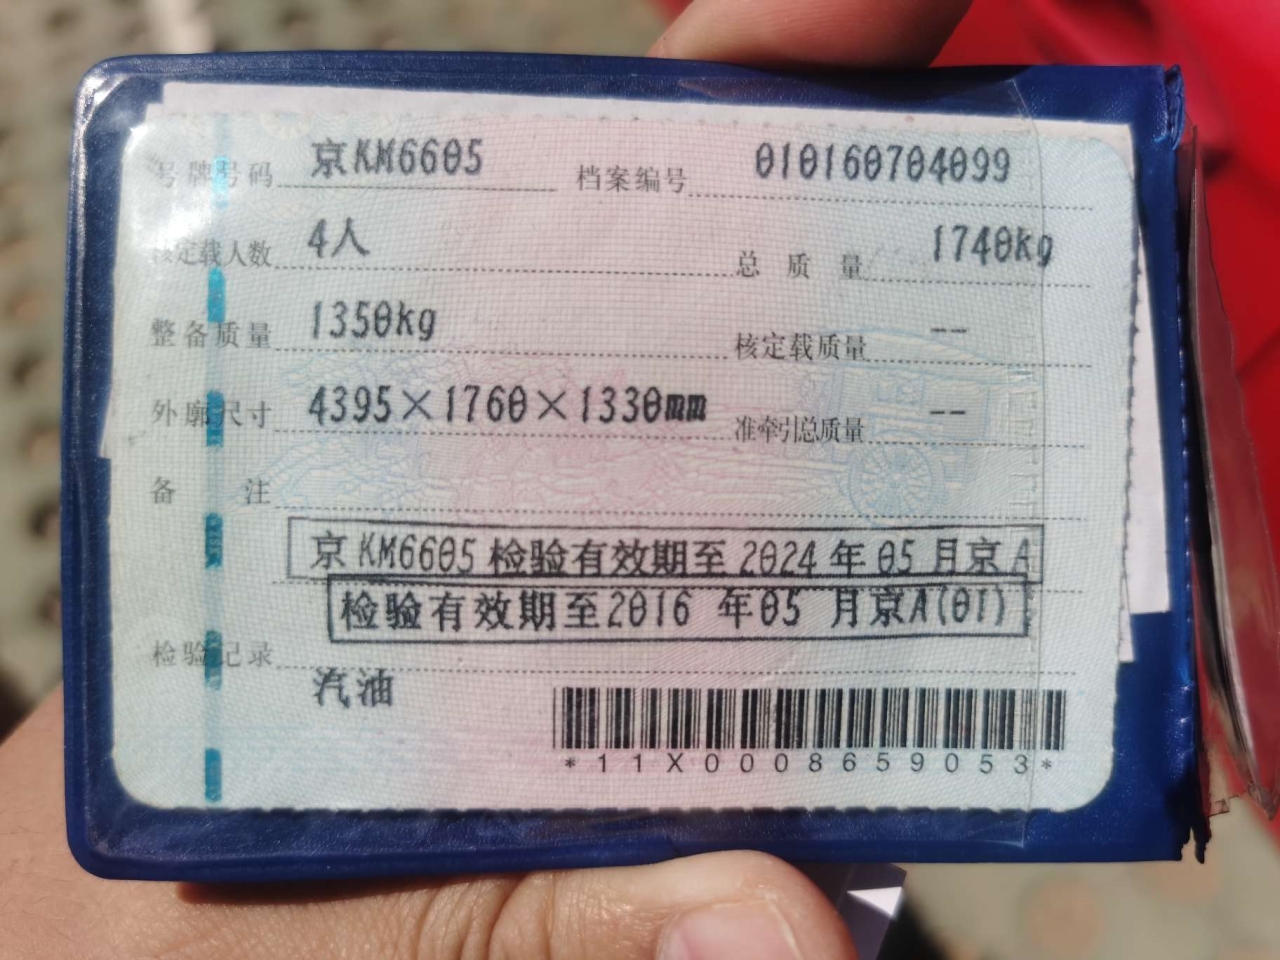 号牌号码 京KM6605 档案编号 010160704099
核定载人数 4人 总质量 1740kg
整备质量 1350kg 核定载质量 --
外廓尺寸 4395×1760×1330mm 准牵引总质量 --
备注
京KM6605检验有效期至2024年05月京A
检验有效期至2016年05月京A(01)
检验记录
汽油
*11X0008659053*